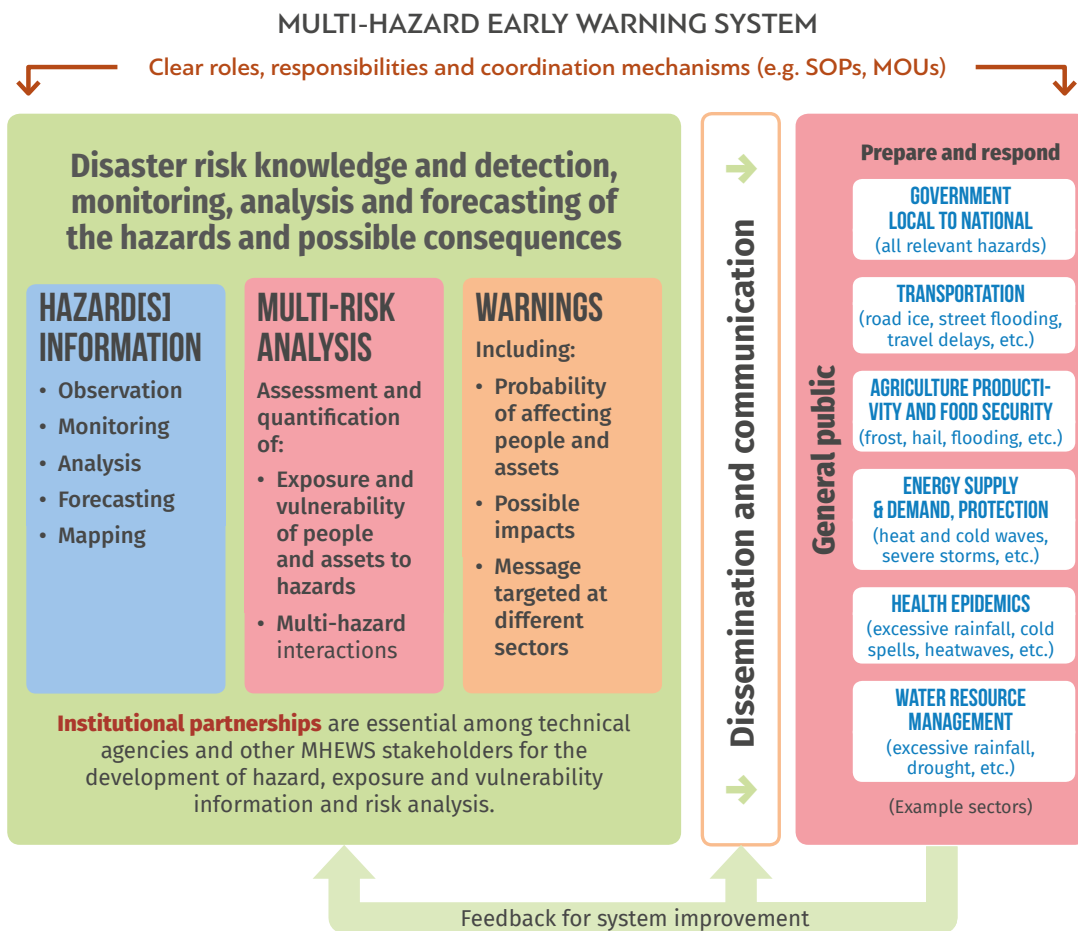 MULTI-HAZARD EARLY WARNING SYSTEM
Clear roles, responsibilities and coordination mechanisms (e.g. SOPs, MOUs)
Disaster risk knowledge and detection,
monitoring, analysis and forecasting of
the hazards and possible consequences
HAZARD[S]
INFORMATION
• Observation
• Monitoring
• Analysis
• Forecasting
• Mapping
MULTI-RISK
ANALYSIS
Assessment and
quantification
of:
• Exposure and
vulnerability
of people
and assets to
hazards
• Multi-hazard
interactions
WARNINGS
Including:
• Probability
of affecting
people and
assets
• Possible
impacts
• Message
targeted at
different
sectors
Institutional partnerships are essential among technical
agencies and other MHEWS stakeholders for the
development of hazard, exposure and vulnerability
information and risk analysis.
Dissemination and communication
General public
Prepare and respond
GOVERNMENT
LOCAL TO NATIONAL
(all relevant hazards)
TRANSPORTATION
(road ice, street flooding,
travel delays, etc.)
AGRICULTURE PRODUCTI-
VITY AND FOOD SECURITY
(frost, hail, flooding, etc.)
ENERGY SUPPLY
& DEMAND, PROTECTION
(heat and cold waves,
severe storms, etc.)
HEALTH EPIDEMICS
(excessive rainfall, cold
spells, heatwaves, etc.)
WATER RESOURCE
MANAGEMENT
(excessive rainfall,
drought, etc.)
(Example sectors)
Feedback for system improvement